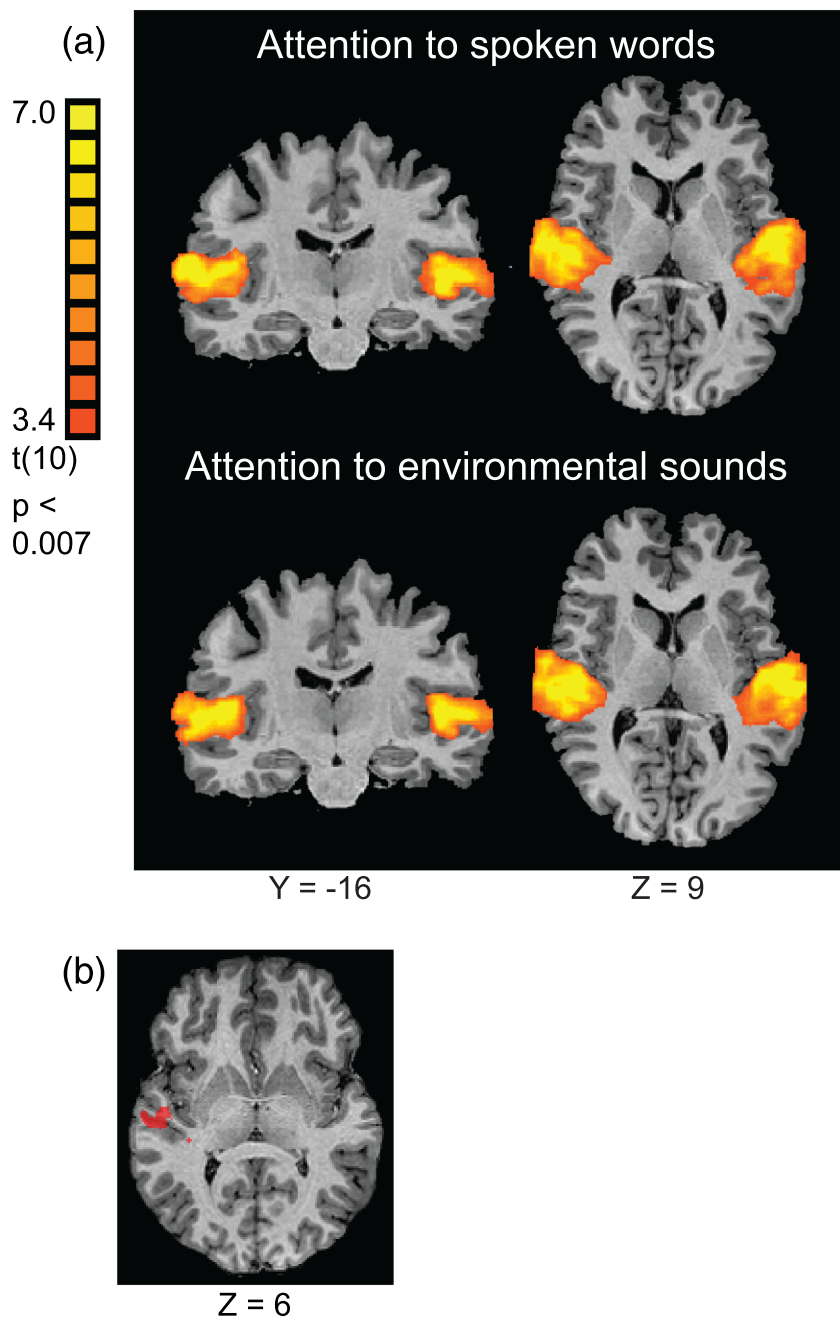 (a)
Attention to spoken words
7.0
3.4
t(10)
p <
0.007
Attention to environmental sounds
Y = -16
Z = 9
(b)
Z = 6